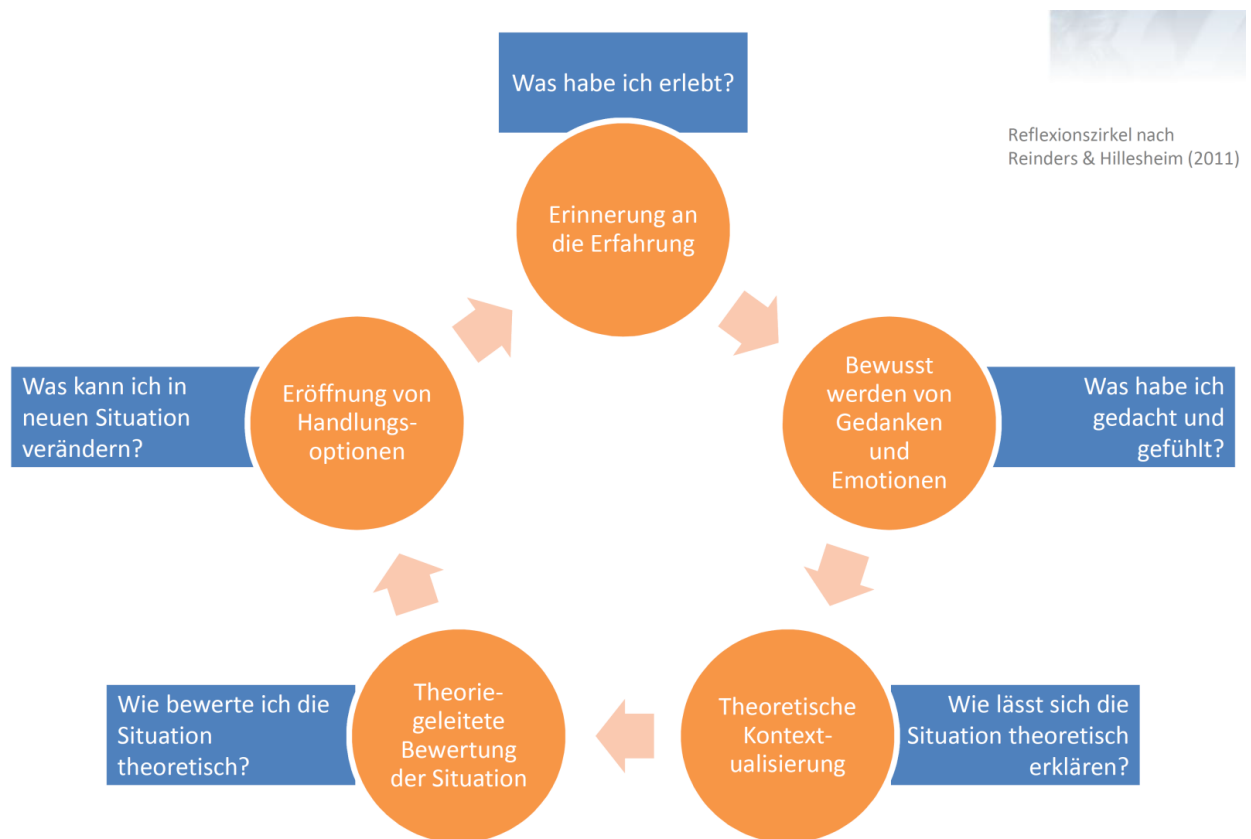 Was habe ich erlebt?
Reflexionszirkel nach
Reinders & Hillesheim (2011)
Erinnerung an
die Erfahrung
Bewusst
werden von
Gedanken
und
Emotionen
Was habe ich
gedacht und
gefühlt?
Theoretische
Kontext-
ualisierung
Wie lässt sich die
Situation theoretisch
erklären?
Theorie-
geleitete
Bewertung
der Situation
Wie bewerte ich die
Situation
theoretisch?
Eröffnung von
Handlungs-
optionen
Was kann ich in
neuen Situation
verändern?